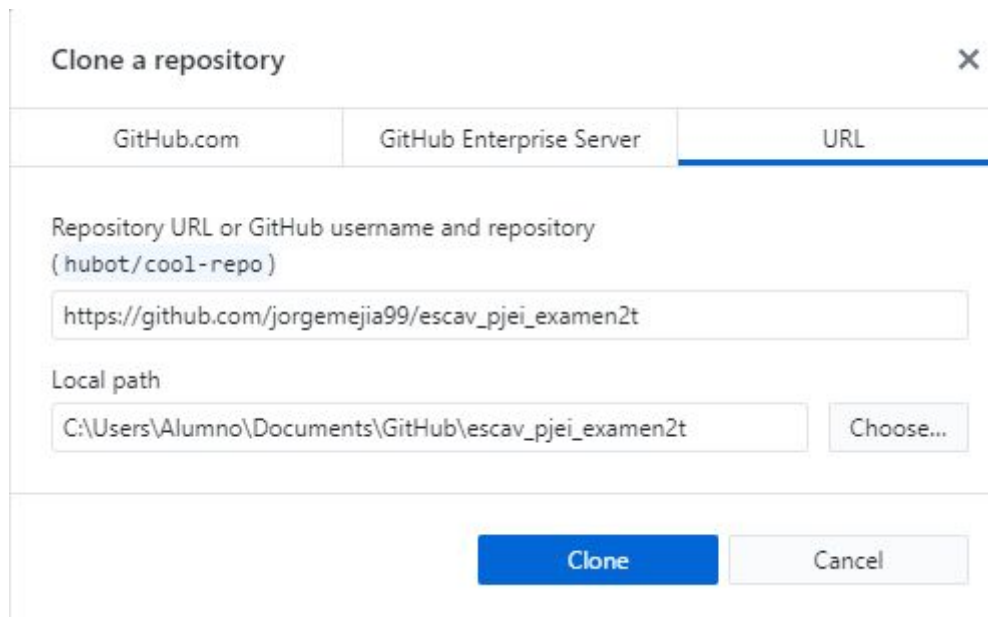 Clone a repository
GitHub.com GitHub Enterprise Server URL
Repository URL or GitHub username and repository
(hubot/cool-repo)
https://github.com/jorgemejia99/escav_pjei_examen2t
Local path
C:\Users\Alumno\Documents\GitHub\escav_pjei_examen2t Choose...
Clone Cancel